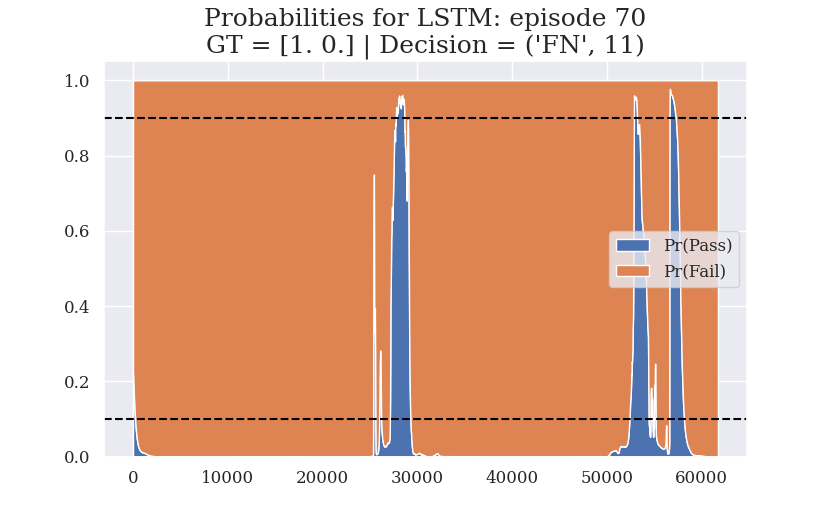 Probabilities for LSTM: episode 70
GT = [1. 0.] | Decision = ('FN', 11)
1.0
0.8
0.6
0.4
0.2
0.0
Pr(Pass)
Pr(Fail)
0 10000 20000 30000 40000 50000 60000